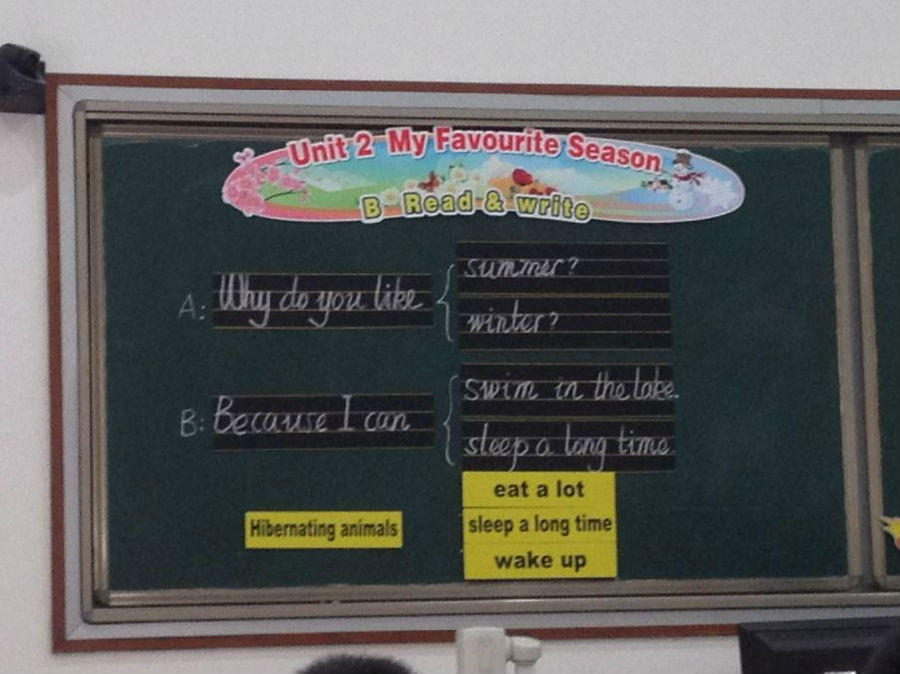 Unit 2 My Favourite Season
B Read & write
A: Why do you like
summer?
winter?
B: Because I can
swim in the lake.
sleep a long time.
Hibernating animals
eat a lot
sleep a long time
wake up